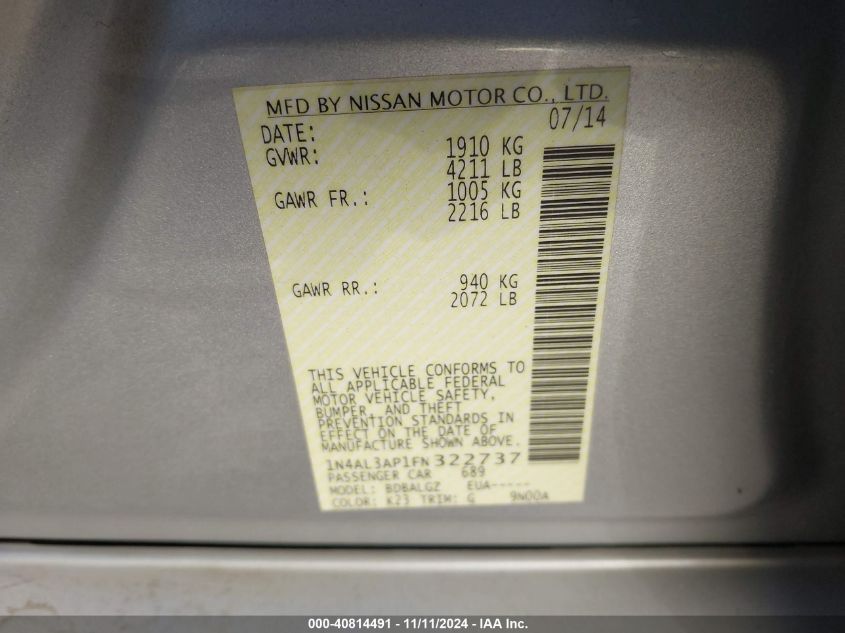 MFD BY NISSAN MOTOR CO., LTD.
DATE: 07/14
GVWR: 1910 KG
4211 LB
GAWR FR.: 1005 KG
2216 LB
GAWR RR.: 940 KG
2072 LB
THIS VEHICLE CONFORMS TO
ALL APPLICABLE FEDERAL
MOTOR VEHICLE SAFETY,
BUMPER, AND THEFT
PREVENTION STANDARDS IN
EFFECT ON THE DATE OF
MANUFACTURE SHOWN ABOVE.
1N4AL3AP1FN322737
PASSENGER CAR 689
MODEL: BDBALGZ EUA-----
COLOR: K23 TRIM: G 9N00A
000-40814491 - 11/11/2024 - IAA Inc.